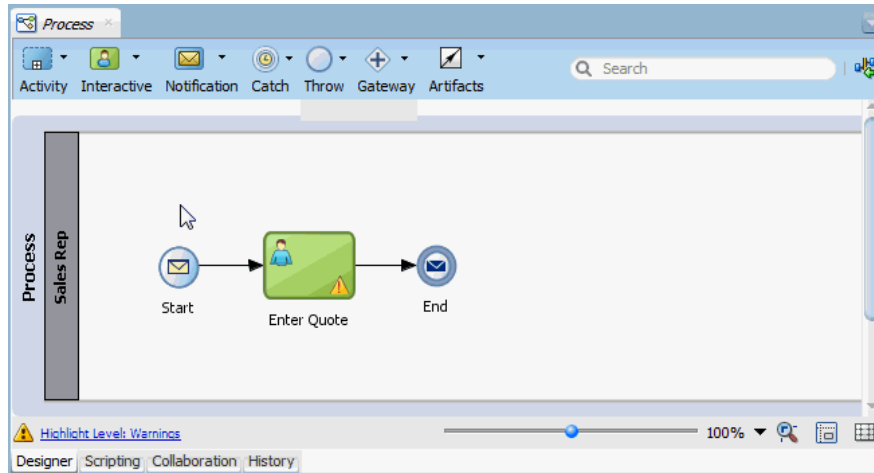 Process
Activity Interactive Notification Catch Throw Gateway Artifacts
Search
Process
Sales Rep
Start
Enter Quote
End
Highlight Level: Warnings
100%
Designer Scripting Collaboration History